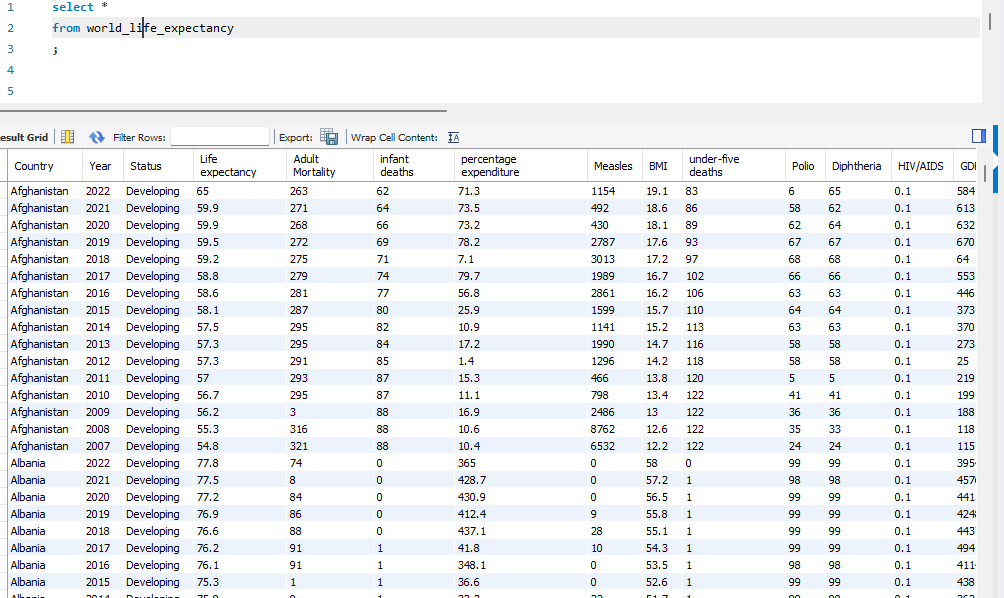 1 select *
2 from world_life_expectancy
3 ;
4
5
esult Grid Filter Rows: Export: Wrap Cell Content:
Country Year Status Life expectancy Adult Mortality infant deaths percentage expenditure Measles BMI under-five deaths Polio Diphtheria HIV/AIDS GDI
Afghanistan 2022 Developing 65 263 62 71.3 1154 19.1 83 6 65 0.1 584
Afghanistan 2021 Developing 59.9 271 64 73.5 492 18.6 86 58 62 0.1 613
Afghanistan 2020 Developing 59.9 268 66 73.2 430 18.1 89 62 64 0.1 632
Afghanistan 2019 Developing 59.5 272 69 78.2 2787 17.6 93 67 67 0.1 670
Afghanistan 2018 Developing 59.2 275 71 7.1 3013 17.2 97 68 68 0.1 64
Afghanistan 2017 Developing 58.8 279 74 79.7 1989 16.7 102 66 66 0.1 553
Afghanistan 2016 Developing 58.6 281 77 56.8 2861 16.2 106 63 63 0.1 446
Afghanistan 2015 Developing 58.1 287 80 25.9 1599 15.7 110 64 64 0.1 373
Afghanistan 2014 Developing 57.5 295 82 10.9 1141 15.2 113 63 63 0.1 370
Afghanistan 2013 Developing 57.3 295 84 17.2 1990 14.7 116 58 58 0.1 273
Afghanistan 2012 Developing 57.3 291 85 1.4 1296 14.2 118 58 58 0.1 25
Afghanistan 2011 Developing 57 293 87 15.3 466 13.8 120 5 5 0.1 219
Afghanistan 2010 Developing 56.7 295 87 11.1 798 13.4 122 41 41 0.1 199
Afghanistan 2009 Developing 56.2 3 88 16.9 2486 13 122 36 36 0.1 188
Afghanistan 2008 Developing 55.3 316 88 10.6 8762 12.6 122 35 33 0.1 118
Afghanistan 2007 Developing 54.8 321 88 10.4 6532 12.2 122 24 24 0.1 115
Albania 2022 Developing 77.8 74 0 365 0 58 0 99 99 0.1 395
Albania 2021 Developing 77.5 8 0 428.7 0 57.2 1 98 98 0.1 457
Albania 2020 Developing 77.2 84 0 430.9 0 56.5 1 99 99 0.1 441
Albania 2019 Developing 76.9 86 0 412.4 9 55.8 1 99 99 0.1 424
Albania 2018 Developing 76.6 88 0 437.1 28 55.1 1 99 99 0.1 443
Albania 2017 Developing 76.2 91 1 41.8 10 54.3 1 99 99 0.1 494
Albania 2016 Developing 76.1 91 1 348.1 0 53.5 1 98 98 0.1 411
Albania 2015 Developing 75.3 1 1 36.6 0 52.6 1 99 99 0.1 438